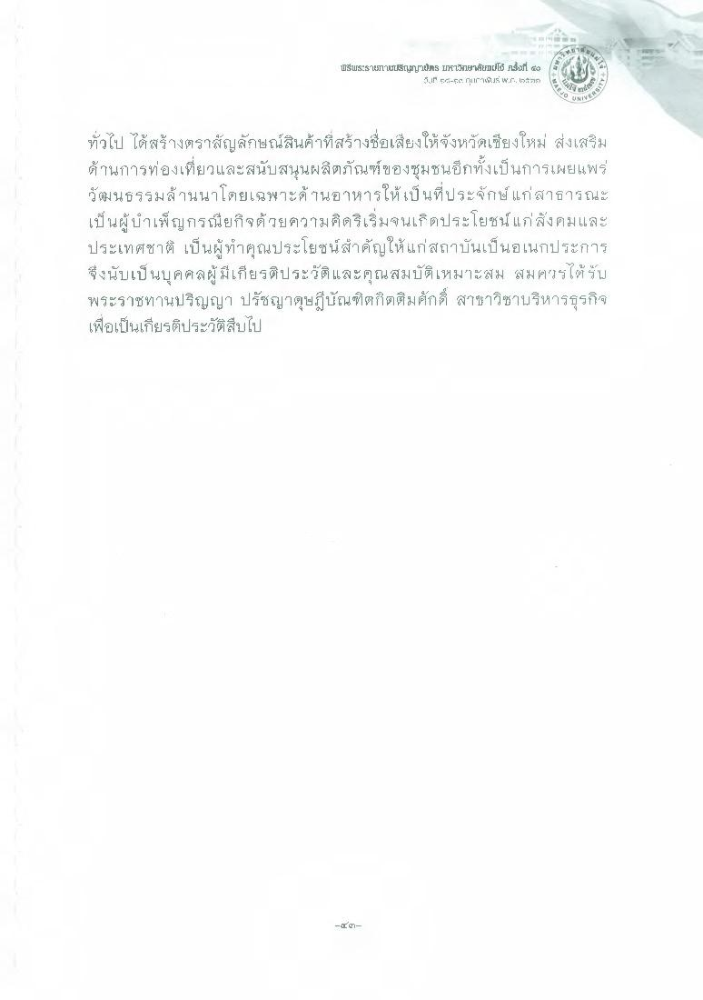 พิธีพระราชทานปริญญาบัตร มหาวิทยาลัยแม่โจ้ ครั้งที่ ๔๐
กุมภาพันธ์ พ.ศ.
MAEJO UNIVERSITY
ทั่วไป ได้สร้างตราสัญลักษณ์สินค้าที่สร้างชื่อเสียงให้จังหวัดเชียงใหม่ ส่งเสริม
ด้านการท่องเที่ยวและสนับสนุนผลิตภัณฑ์ของชุมชนอีกทั้งเป็นการเผยแพร่
วัฒนธรรมล้านนาโดยเฉพาะด้านอาหารให้เป็นที่ประจักษ์แก่สาธารณะ
เป็นผู้บำเพ็ญกรณียกิจด้วยความคิดริเริ่มจนเกิดประโยชน์แก่สังคมและ
ประเทศชาติ เป็นผู้ทำคุณประโยชน์สำคัญให้แก่สถาบันเป็นอเนกประการ
จึงนับเป็นบุคคลผู้มีเกียรติประวัติและคุณสมบัติเหมาะสม สมควรได้รับ
พระราชทานปริญญา ปรัชญาดุษฎีบัณฑิตกิตติมศักดิ์ สาขาวิชาบริหารธุรกิจ
เพื่อเป็นเกียรติประวัติสืบไป
-๕๓-